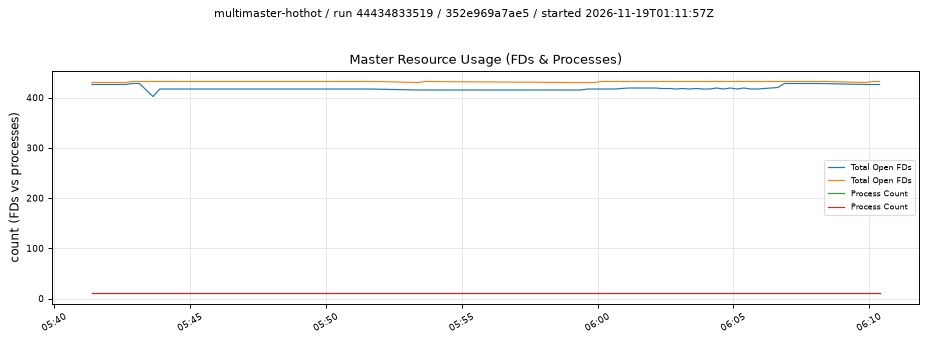 multimaster-hothot / run 44434833519 / 352e969a7ae5 / started 2026-11-19T01:11:57Z
Master Resource Usage (FDs & Processes)
count (FDs vs processes)
400
300
200
100
0
Total Open FDs
Total Open FDs
Process Count
Process Count
05:40
05:45
05:50
05:55
06:00
06:05
06:10